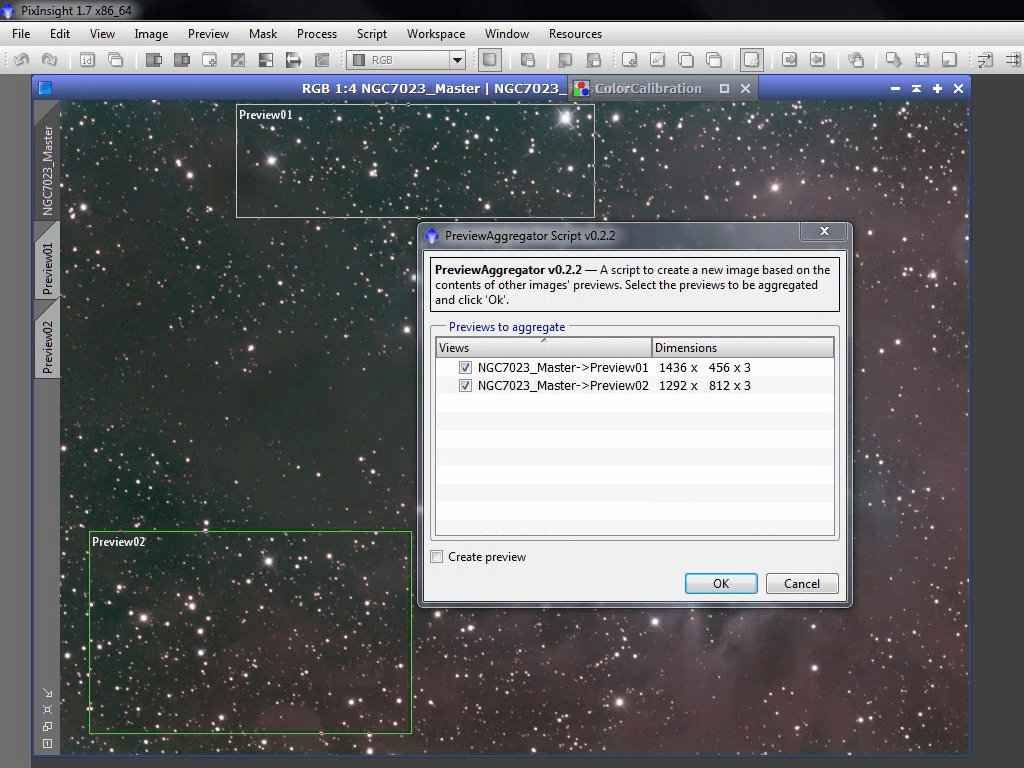 PixInsight 1.7 x86_64
File Edit View Image Preview Mask Process Script Workspace Window Resources
id RGB
RGB 1:4 NGC7023_Master | NGC7023_ ColorCalibration
NGC7023_Master
Preview01
Preview02
Preview01
PreviewAggregator Script v0.2.2
PreviewAggregator v0.2.2 — A script to create a new image based on the
contents of other images' previews. Select the previews to be aggregated
and click 'Ok'.
Previews to aggregate
Views Dimensions
NGC7023_Master->Preview01 1436 x 456 x 3
NGC7023_Master->Preview02 1292 x 812 x 3
Preview02
Create preview
OK Cancel